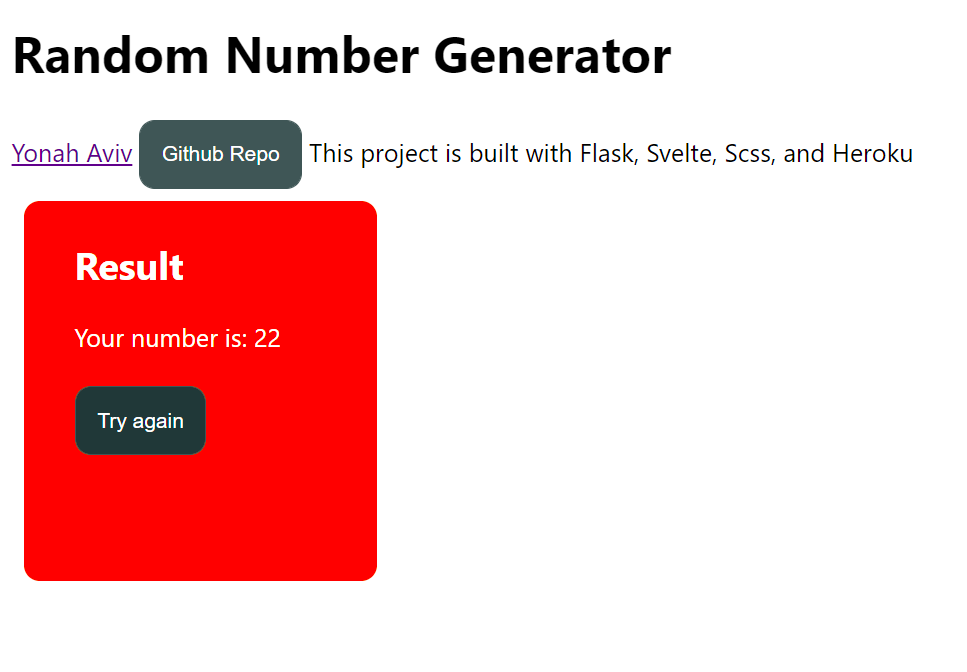 Random Number Generator
Yonah Aviv Github Repo This project is built with Flask, Svelte, Scss, and Heroku
Result
Your number is: 22
Try again